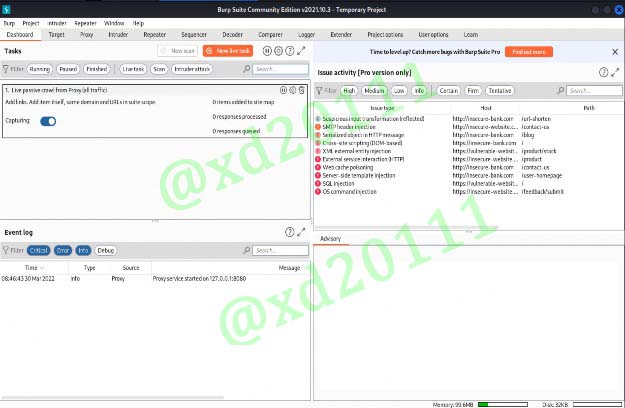 Burp Suite Community Edition v2021.10.3 - Temporary Project
Burp Project Intruder Repeater Window Help
Dashboard Target Proxy Intruder Repeater Sequencer Decoder Comparer Logger Extender Project options User options Learn
Tasks
New scan
New live task
Filter Running Paused Finished Live task Scan Intruder attack Search...
1. Live passive crawl from Proxy (all traffic)
Add links. Add item itself, same domain and URLs in suite scope.
0 items added to site map
0 responses processed
0 responses queued
Capturing:
Time to level up? Catch more bugs with Burp Suite Pro
Find out more
Issue activity [Pro version only]
Filter High Medium Low Info Certain Firm Tentative Search...
Issue type Host Path
Suspicious input transformation (reflected) http://insecure-bank.com /url-shorten
SMTP header injection http://insecure-website.... /contact-us
Serialized object in HTTP message http://insecure-bank.com /blog
Cross-site scripting (DOM-based) https://insecure-bank.com /
XML external entity injection https://vulnerable-websit... /product/stock
External service interaction (HTTP) https://insecure-website.... /product
Web cache poisoning http://insecure-bank.com /contact-us
Server-side template injection http://insecure-bank.com /user-homepage
SQL injection https://vulnerable-websit... /
OS command injection https://insecure-website.... /feedback/submit
Event log
Filter Critical Error Info Debug Search...
Time Type Source Message
08:46:43 30 Mar 2022 Info Proxy Proxy service started on 127.0.0.1:8080
Advisory
Memory: 99.6MB Disk: 32KB
@xd20111
@xd20111